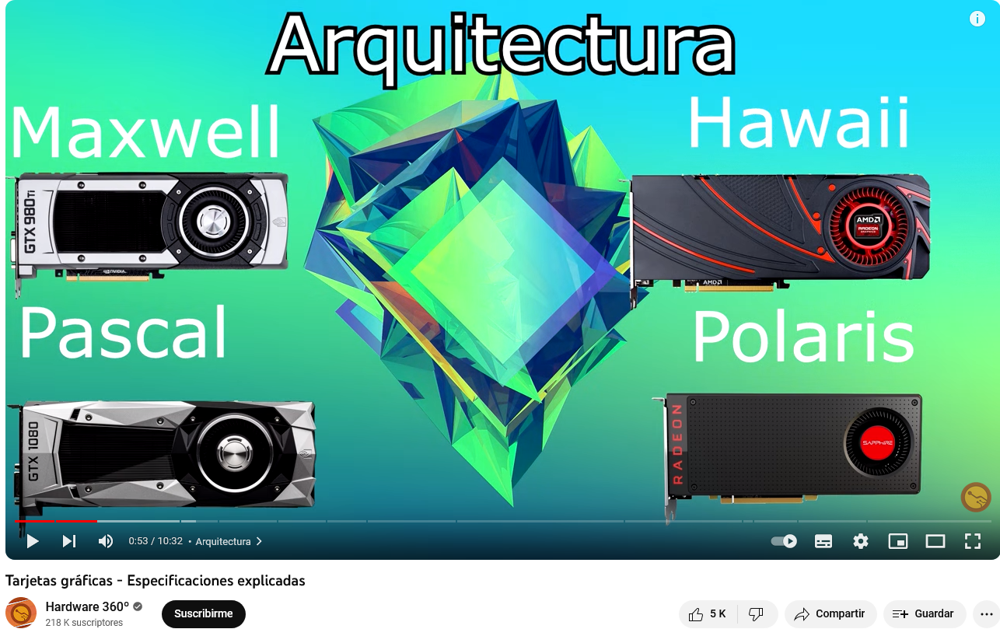 Arquitectura
Maxwell
Hawaii
GTX 980Ti
NVIDIA
AMD
RADEON
GRAPHICS
AMD
Pascal
Polaris
GTX 1080
RADEON
SAPPHIRE
0:53 / 10:32 • Arquitectura
Tarjetas gráficas - Especificaciones explicadas
Hardware 360º
218 K suscriptores
Suscribirme
5 K
Compartir
Guardar